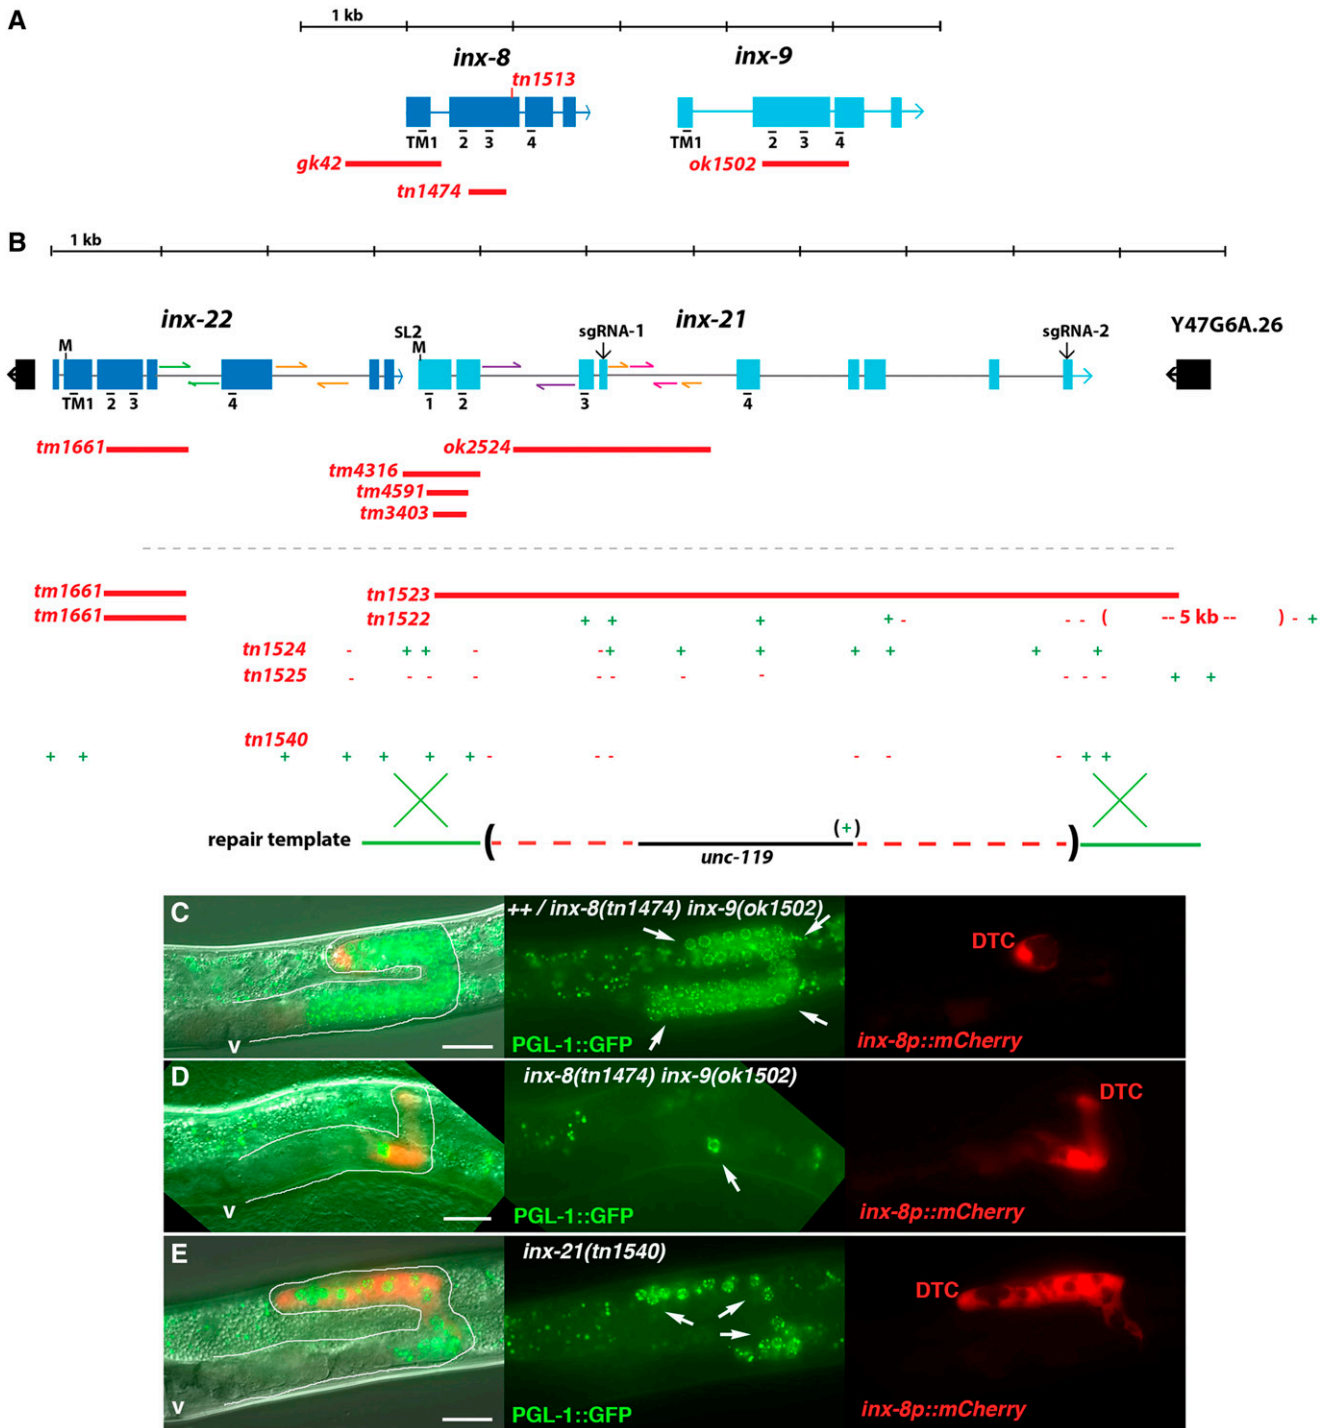 A
1 kb
inx-8
inx-9
tn1513
TM1 2 3 4
TM1 2 3 4
gk42
ok1502
tn1474
B
1 kb
inx-22
SL2
sgRNA-1
inx-21
sgRNA-2
Y47G6A.26
M
M
TM1 2 3 4 1 2 3 4
tm1661
ok2524
tm4316
tm4591
tm3403
tm1661
tn1523
tm1661
tn1522
+ + + + - - - ( -- 5 kb -- ) - +
tn1524
- + + - - + + + + + + +
tn1525
- - - - - - - - - - - + +
tn1540
+ + + + + + + - - - - - - + +
repair template
( (+) )
unc-119
C
++ / inx-8(tn1474) inx-9(ok1502)
DTC
v
PGL-1::GFP
inx-8p::mCherry
D
inx-8(tn1474) inx-9(ok1502)
DTC
v
PGL-1::GFP
inx-8p::mCherry
E
inx-21(tn1540)
DTC
v
PGL-1::GFP
inx-8p::mCherry